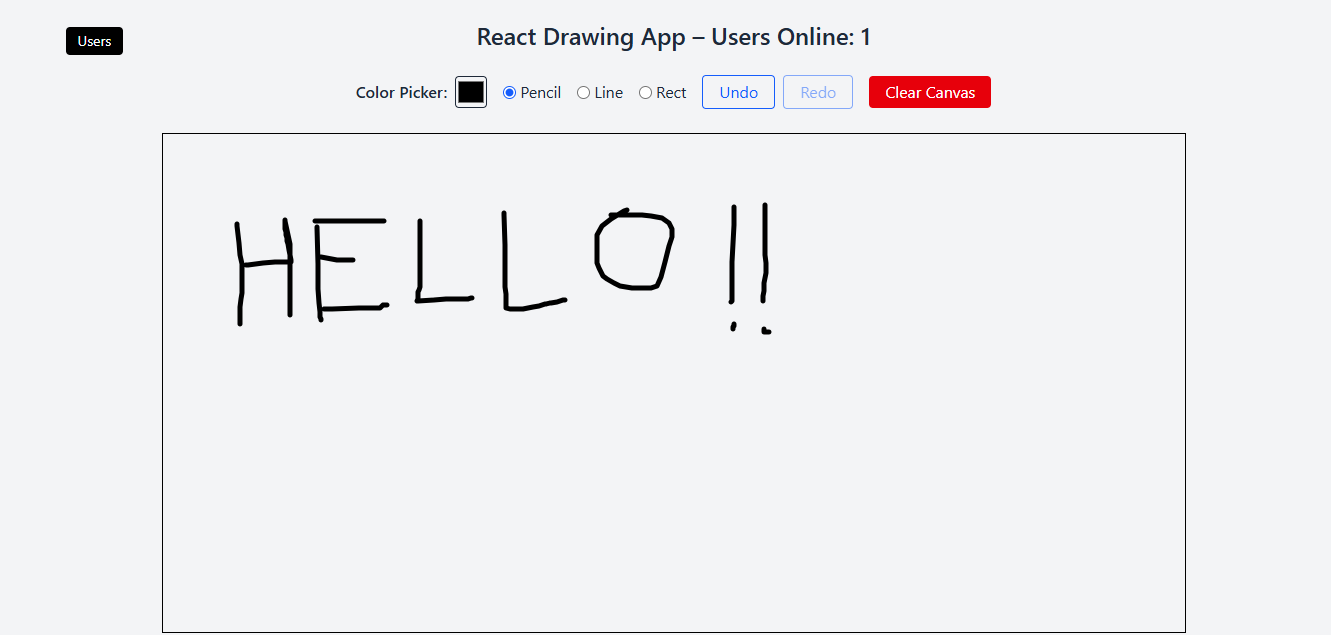 Users
React Drawing App – Users Online: 1
Color Picker: Pencil Line Rect Undo Redo Clear Canvas
HELLO !!